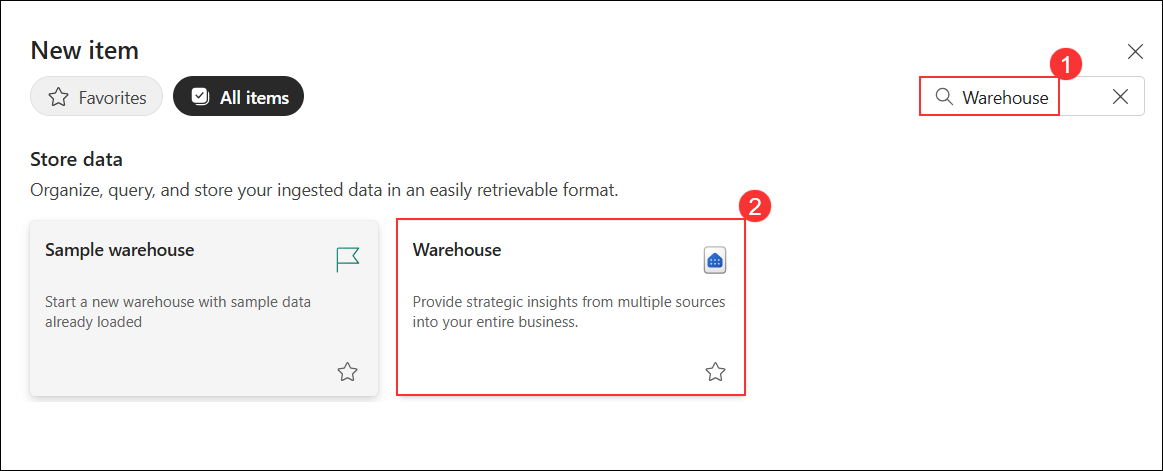 New item
1
Favorites
All items
Warehouse
Store data
Organize, query, and store your ingested data in an easily retrievable format.
2
Sample warehouse
Start a new warehouse with sample data
already loaded
Warehouse
Provide strategic insights from multiple sources
into your entire business.